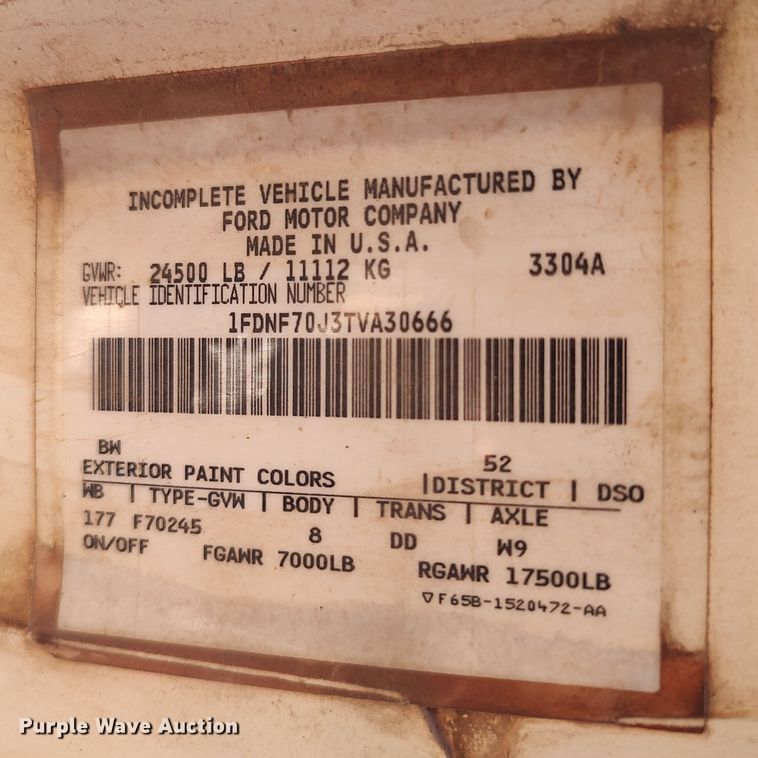 INCOMPLETE VEHICLE MANUFACTURED BY
FORD MOTOR COMPANY
MADE IN U.S.A.
GVWR: 24500 LB / 11112 KG 3304A
VEHICLE IDENTIFICATION NUMBER
1FDNF70J3TVA30666
BW 52
EXTERIOR PAINT COLORS |DISTRICT | DSO
WB | TYPE-GVW | BODY | TRANS | AXLE
177 F70245 8 DD W9
ON/OFF FGAWR 7000LB RGAWR 17500LB
▽F65B-1520472-AA
Purple Wave Auction